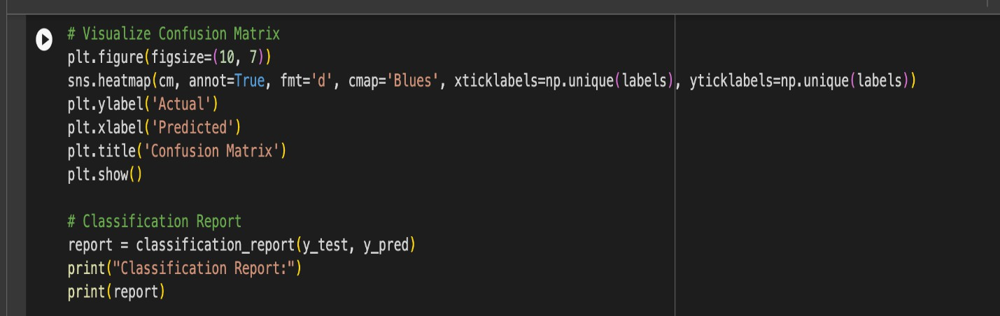 # Visualize Confusion Matrix
plt.figure(figsize=(10, 7))
sns.heatmap(cm, annot=True, fmt='d', cmap='Blues', xticklabels=np.unique(labels), yticklabels=np.unique(labels))
plt.ylabel('Actual')
plt.xlabel('Predicted')
plt.title('Confusion Matrix')
plt.show()
# Classification Report
report = classification_report(y_test, y_pred)
print("Classification Report:")
print(report)